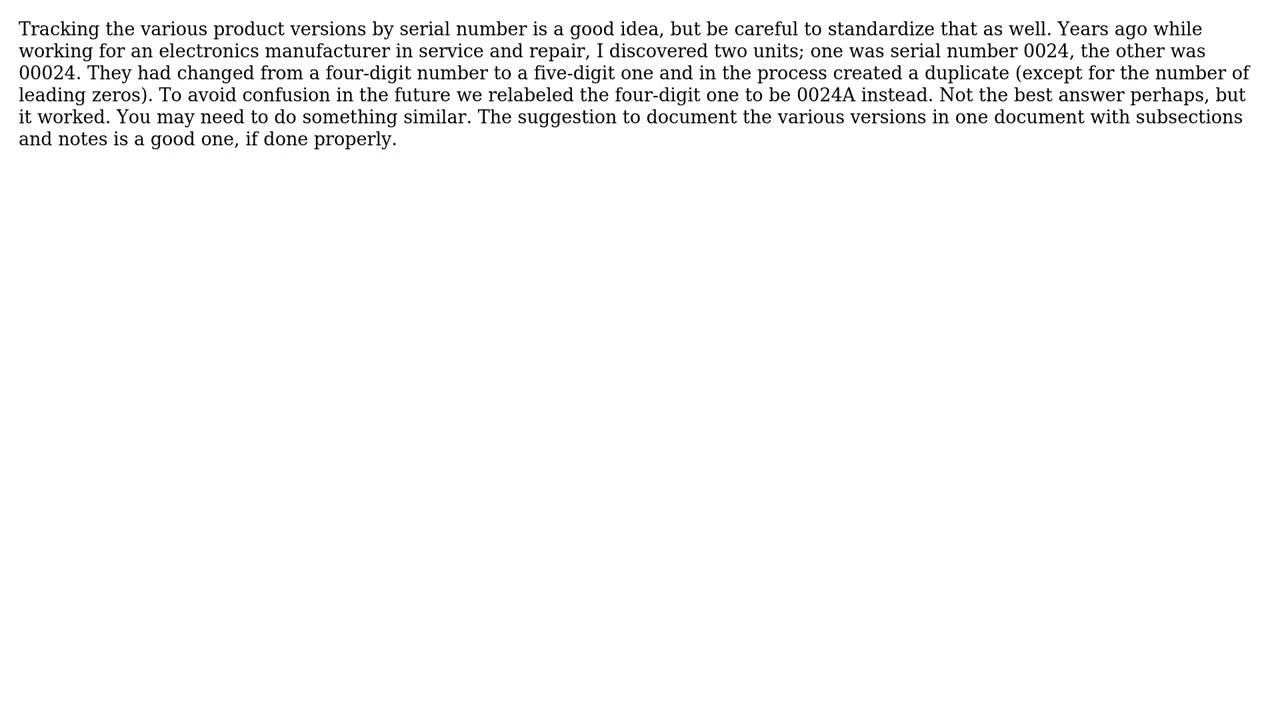 Tracking the various product versions by serial number is a good idea, but be careful to standardize that as well. Years ago while
working for an electronics manufacturer in service and repair, I discovered two units; one was serial number 0024, the other was
00024. They had changed from a four-digit number to a five-digit one and in the process created a duplicate (except for the number of
leading zeros). To avoid confusion in the future we relabeled the four-digit one to be 0024A instead. Not the best answer perhaps, but
it worked. You may need to do something similar. The suggestion to document the various versions in one document with subsections
and notes is a good one, if done properly.